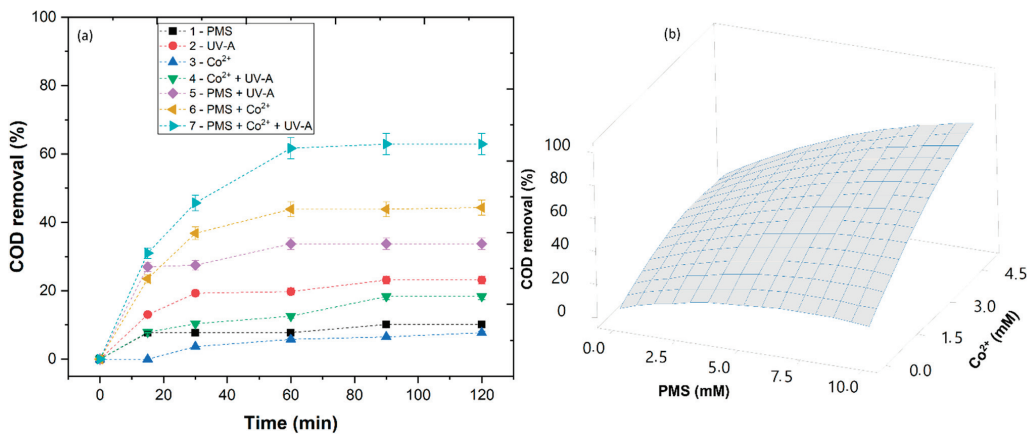 (a)
1 - PMS
2 - UV-A
3 - Co²⁺
4 - Co²⁺ + UV-A
5 - PMS + UV-A
6 - PMS + Co²⁺
7 - PMS + Co²⁺ + UV-A
COD removal (%)
100
80
60
40
20
0
0
20
40
60
80
100
120
Time (min)
(b)
COD removal (%)
100
80
60
40
20
0
0.0
2.5
5.0
7.5
10.0
PMS (mM)
0.0
1.5
3.0
4.5
Co²⁺ (mM)